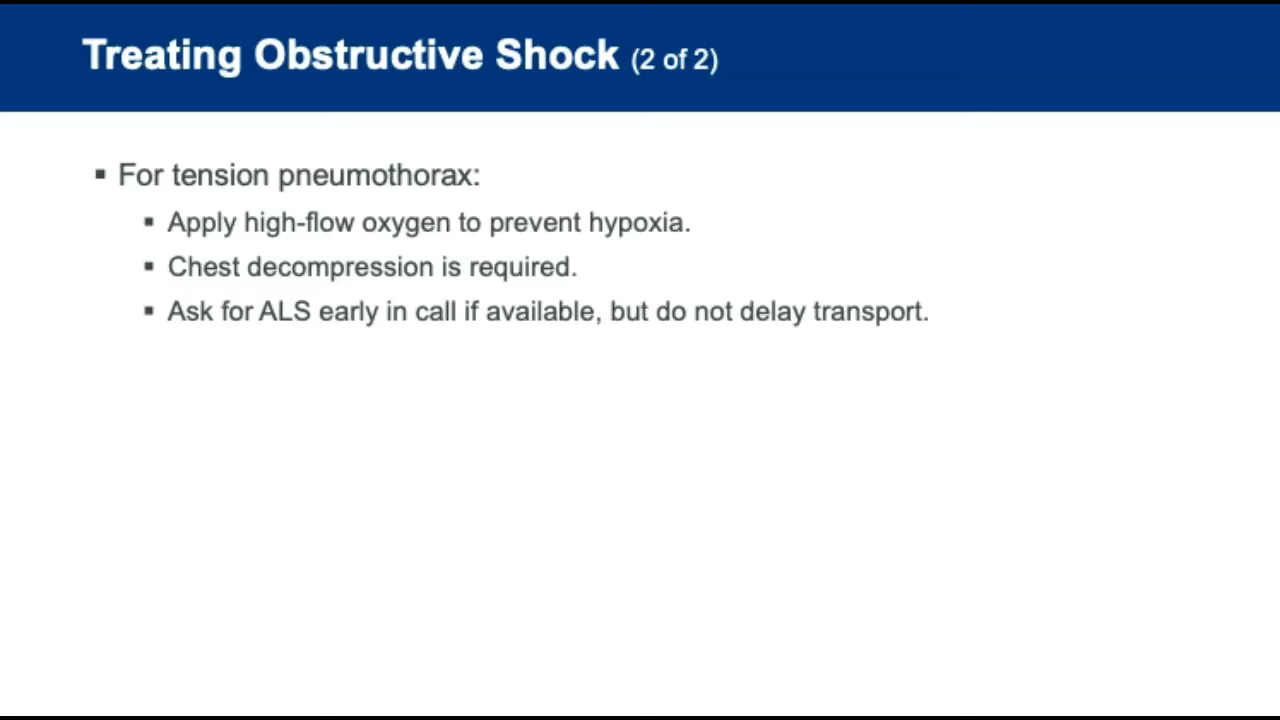 Treating Obstructive Shock (2 of 2)
▪ For tension pneumothorax:
▪ Apply high-flow oxygen to prevent hypoxia.
▪ Chest decompression is required.
▪ Ask for ALS early in call if available, but do not delay transport.